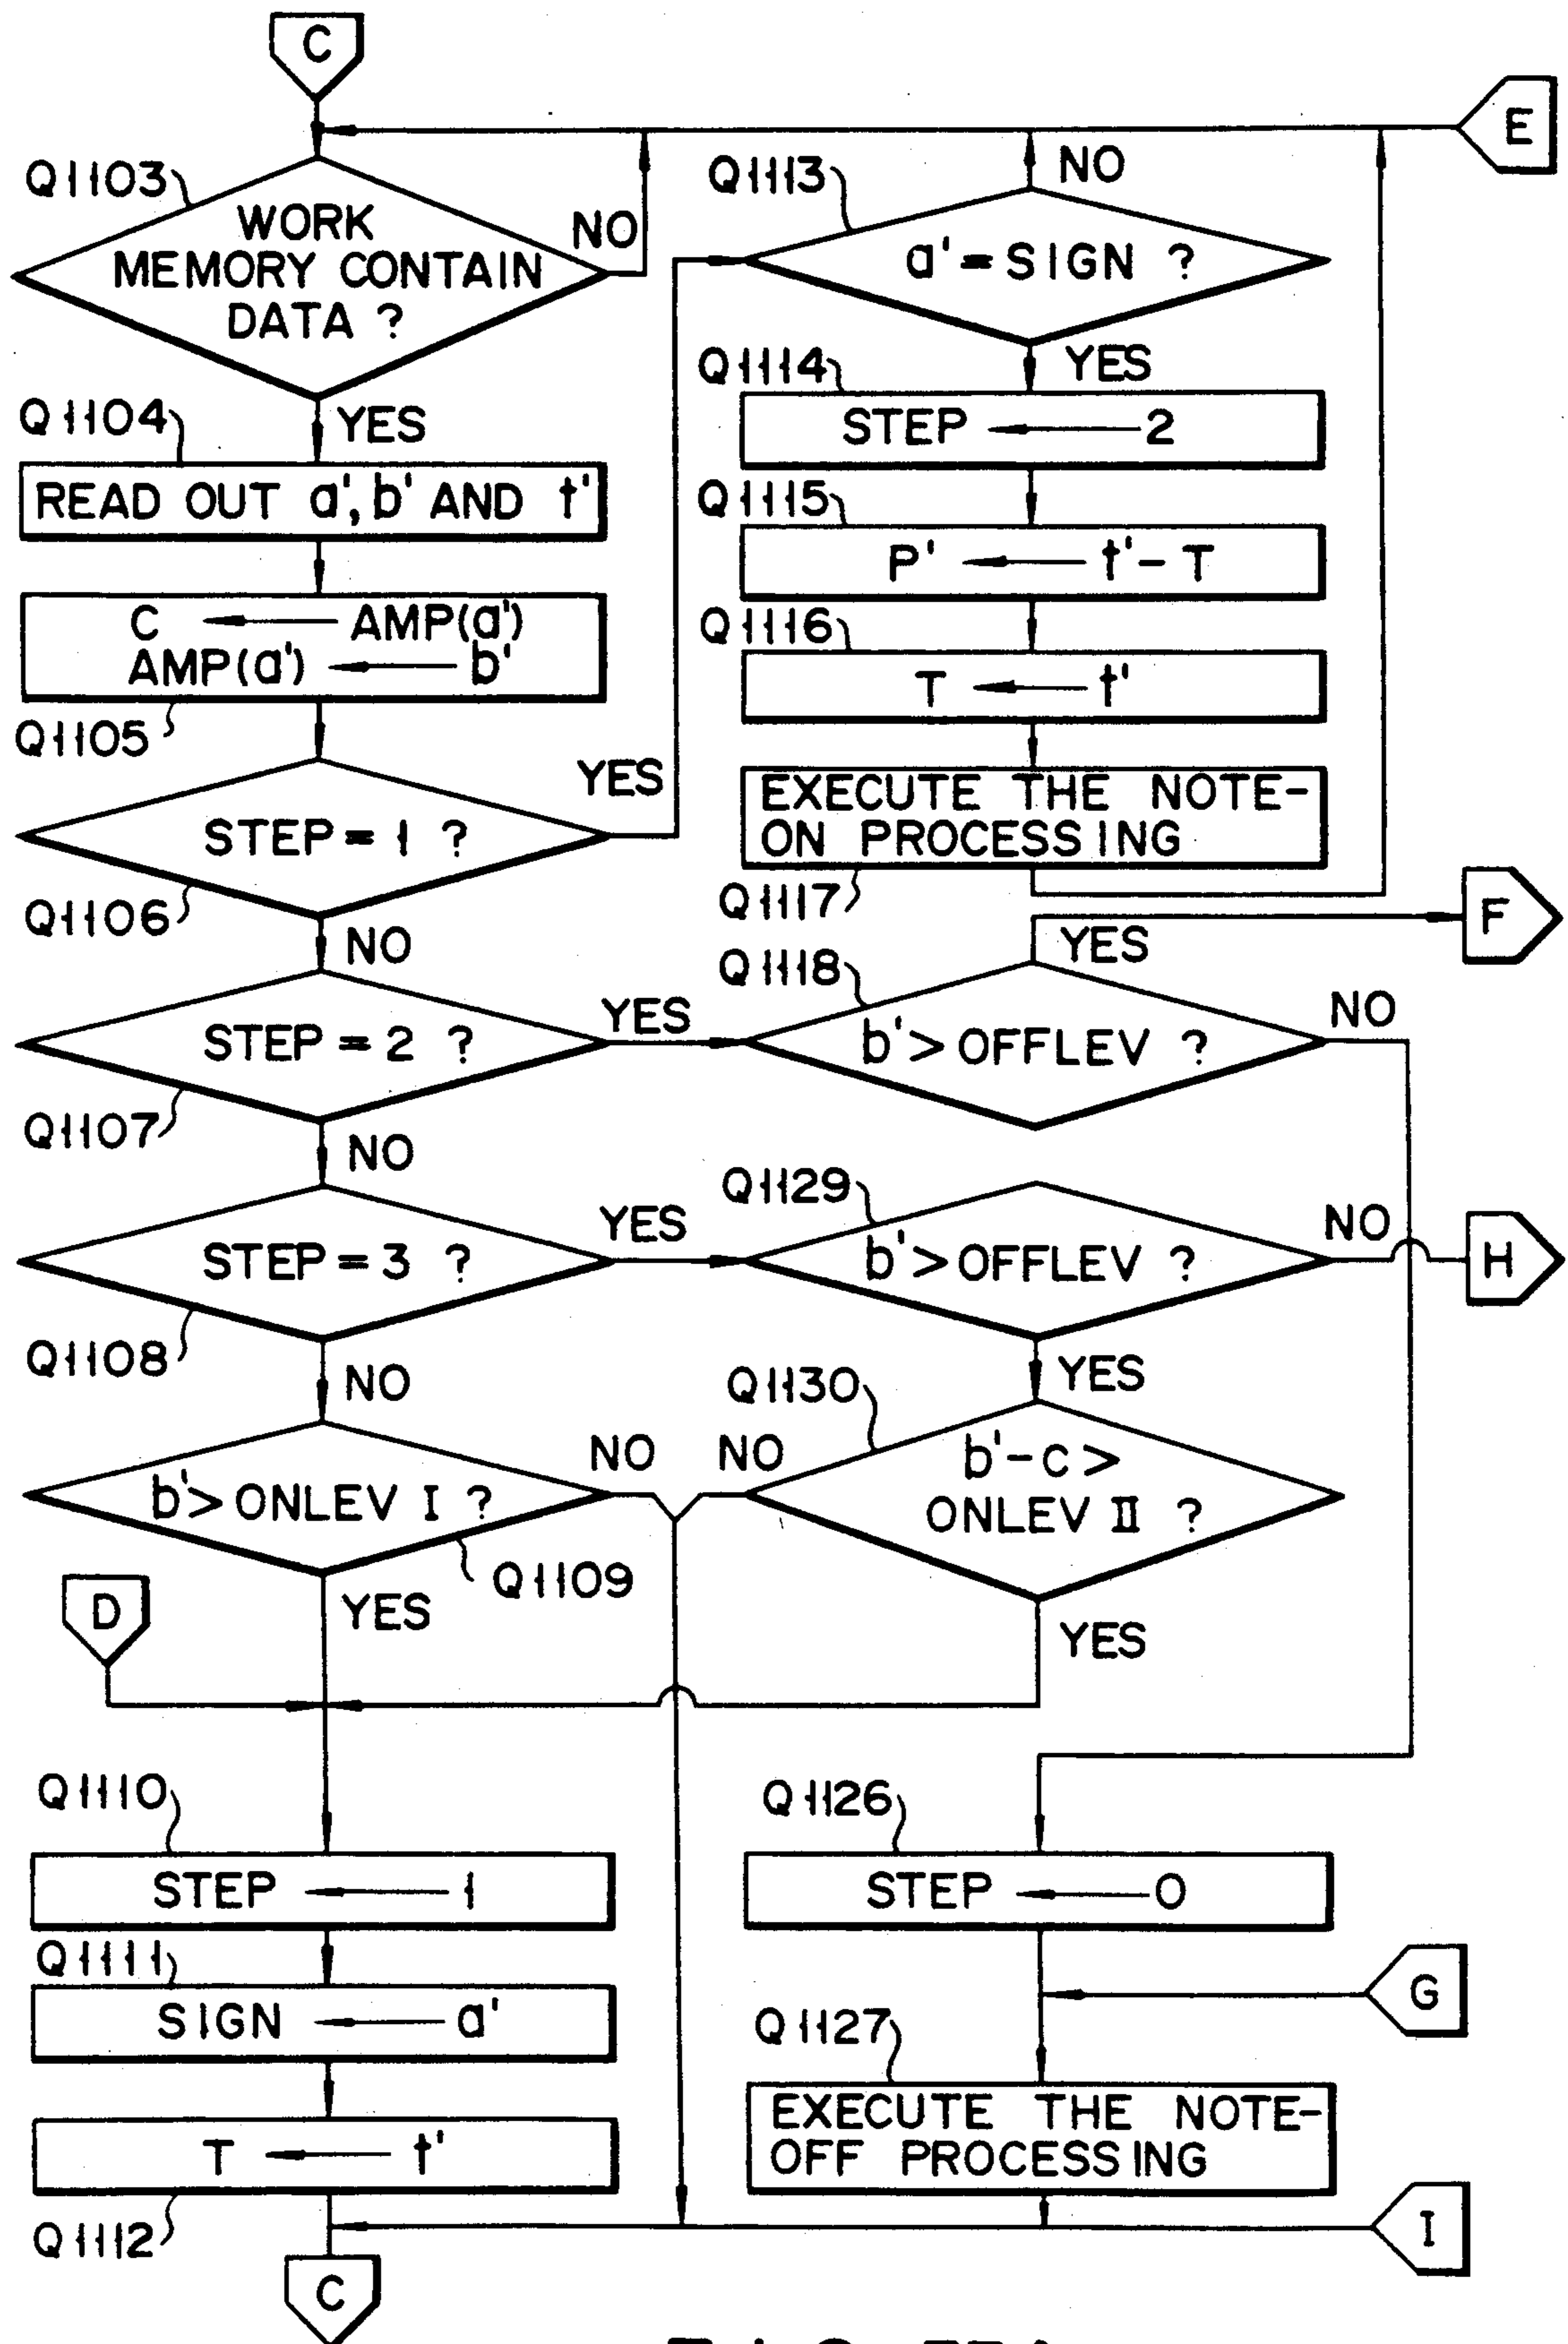 C
E
Q1103
WORK
MEMORY CONTAIN
DATA ?
NO
YES
Q1104
READ OUT a', b' AND t'
C ← AMP(a')
AMP(a') ← b'
Q1105
STEP = 1 ?
YES
Q1106
NO
STEP = 2 ?
YES
Q1107
NO
STEP = 3 ?
YES
Q1108
NO
b' > ONLEV I ?
NO
Q1109
YES
D
Q1110
STEP ← 1
Q1111
SIGN ← a'
T ← t'
Q1112
C
Q1113
NO
a' = SIGN ?
YES
Q1114
STEP ← 2
Q1115
P' ← t' - T
Q1116
T ← t'
EXECUTE THE NOTE-
ON PROCESSING
Q1117
F
YES
Q1118
b' > OFFLEV ?
NO
Q1129
b' > OFFLEV ?
NO
H
YES
Q1130
NO
b' - c >
ONLEV II ?
YES
Q1126
STEP ← 0
G
Q1127
EXECUTE THE NOTE-
OFF PROCESSING
I